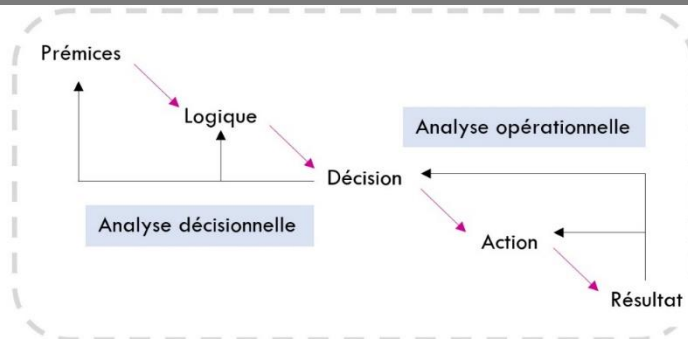 Prémices
Logique
Analyse opérationnelle
Décision
Analyse décisionnelle
Action
Résultat